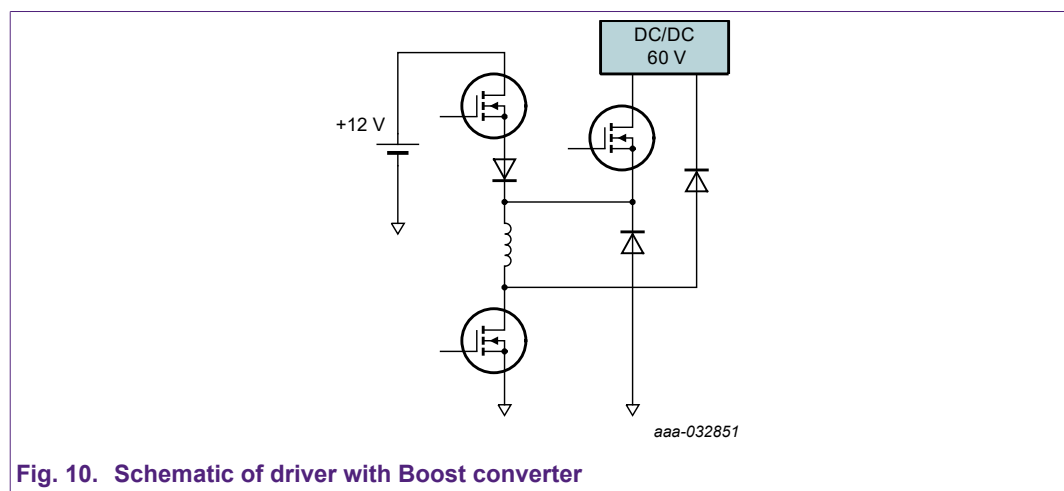 DC/DC
60 V
+12 V
aaa-032851
Fig. 10. Schematic of driver with Boost converter